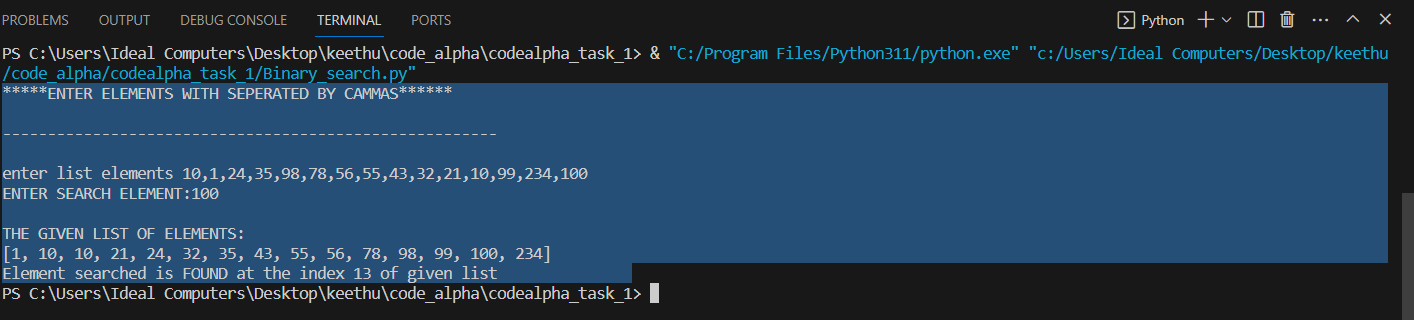 PROBLEMS OUTPUT DEBUG CONSOLE TERMINAL PORTS Python
PS C:\Users\Ideal Computers\Desktop\keethu\code_alpha\codealpha_task_1> & "C:/Program Files/Python311/python.exe" "c:/Users/Ideal Computers/Desktop/keethu
/code_alpha/codealpha_task_1/Binary_search.py"
*****ENTER ELEMENTS WITH SEPERATED BY CAMMAS******
-------------------------------------------------------
enter list elements 10,1,24,35,98,78,56,55,43,32,21,10,99,234,100
ENTER SEARCH ELEMENT:100
THE GIVEN LIST OF ELEMENTS:
[1, 10, 10, 21, 24, 32, 35, 43, 55, 56, 78, 98, 99, 100, 234]
Element searched is FOUND at the index 13 of given list
PS C:\Users\Ideal Computers\Desktop\keethu\code_alpha\codealpha_task_1>